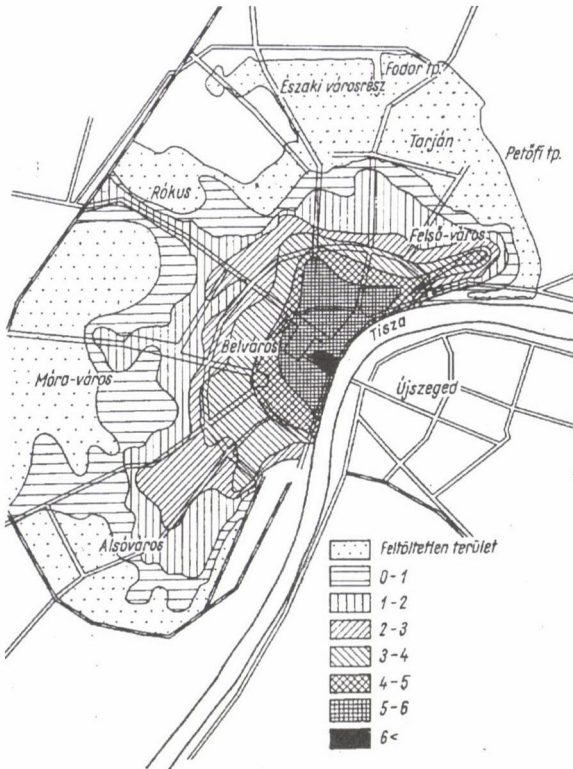 Fodor tp.
Északi városrész
Tarján
Petőfi tp.
Rókus
Felső-város
Tisza
Belváros
Móra-város
Újszeged
Alsóváros
Feltöltetlen terület
0-1
1-2
2-3
3-4
4-5
5-6
6<